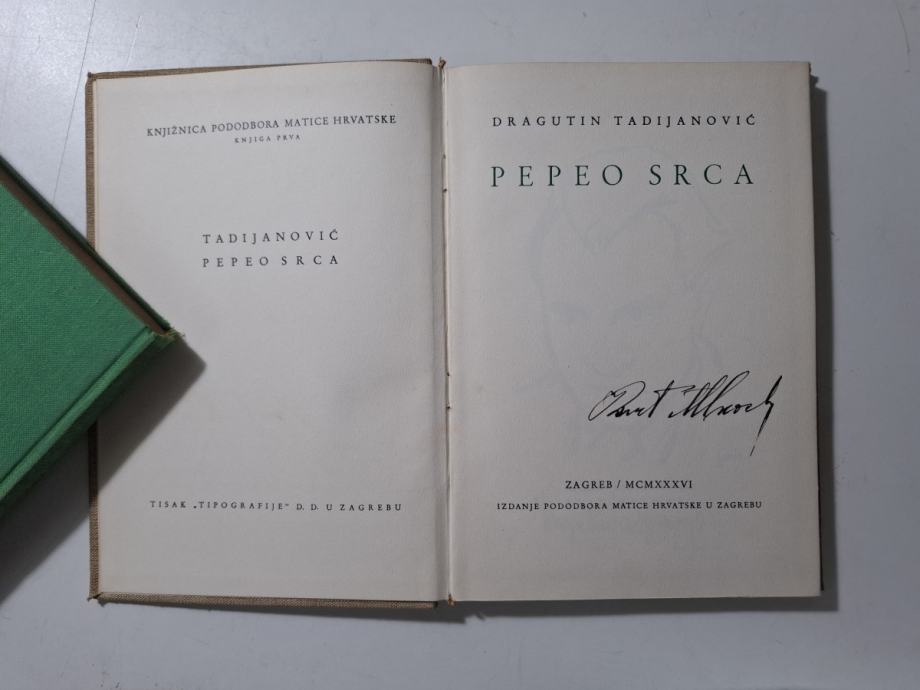 KNJIŽNICA PODODBORA MATICE HRVATSKE
KNJIGA PRVA
TADIJANOVIĆ
PEPEO SRCA
TISAK „TIPOGRAFIJE“ D. D. U ZAGREBU
DRAGUTIN TADIJANOVIĆ
PEPEO SRCA
ZAGREB / MCMXXXVI
IZDANJE PODODBORA MATICE HRVATSKE U ZAGREBU